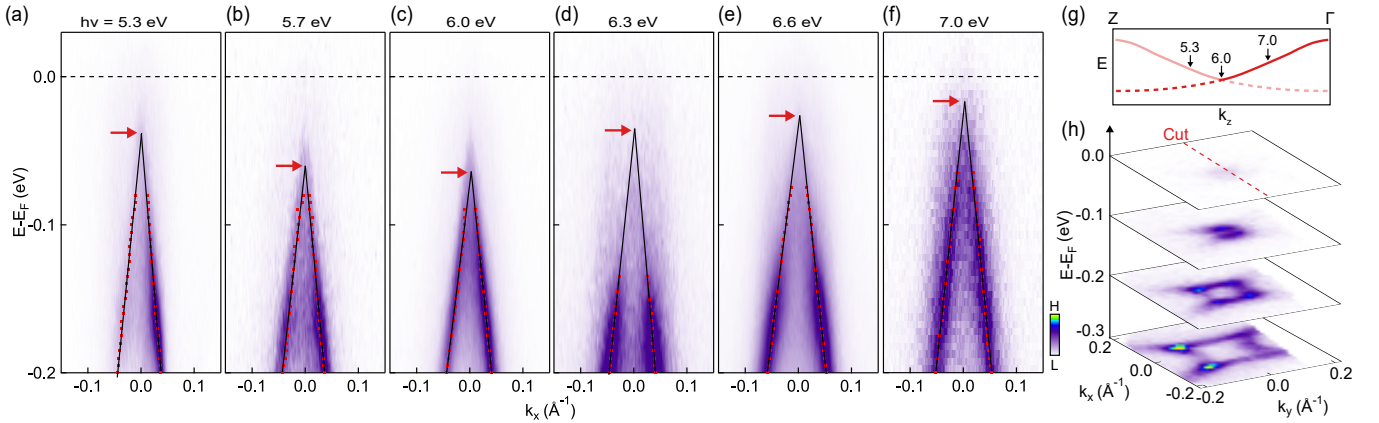 (a) hν = 5.3 eV
(b) 5.7 eV
(c) 6.0 eV
(d) 6.3 eV
(e) 6.6 eV
(f) 7.0 eV
E-E_F (eV)
0.0
-0.1
-0.2
-0.1 0.0 0.1
-0.1 0.0 0.1
-0.1 0.0 0.1
-0.1 0.0 0.1
-0.1 0.0 0.1
-0.1 0.0 0.1
k_x (Å⁻¹)
H
L
(g)
Z Γ
E
5.3 6.0 7.0
k_z
(h)
Cut
E-E_F (eV)
0.0
-0.1
-0.2
-0.3
0.2
0.0
-0.2
k_x (Å⁻¹)
-0.2
0.0
0.2
k_y (Å⁻¹)